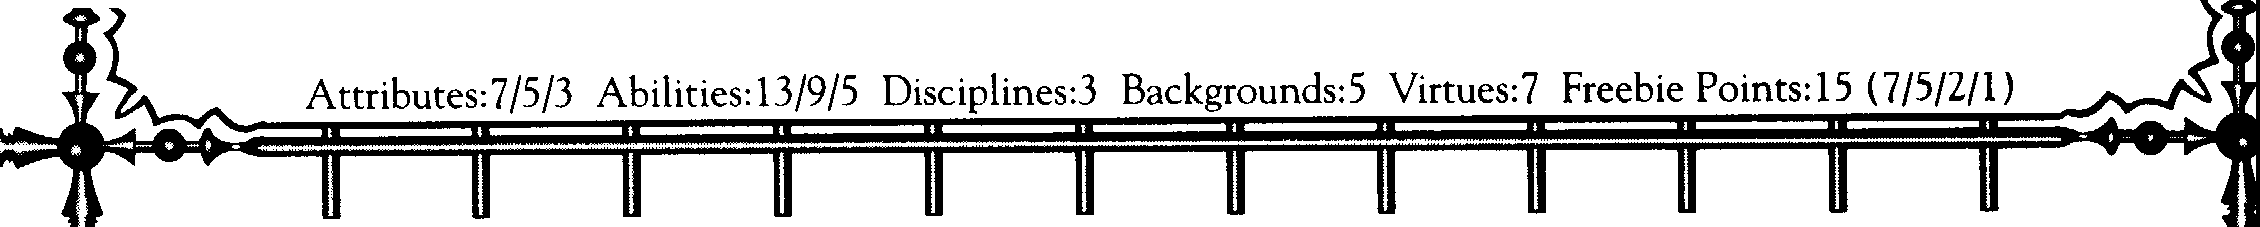 Attributes:7/5/3 Abilities:13/9/5 Disciplines:3 Backgrounds:5 Virtues:7 Freebie Points:15 (7/5/2/1)